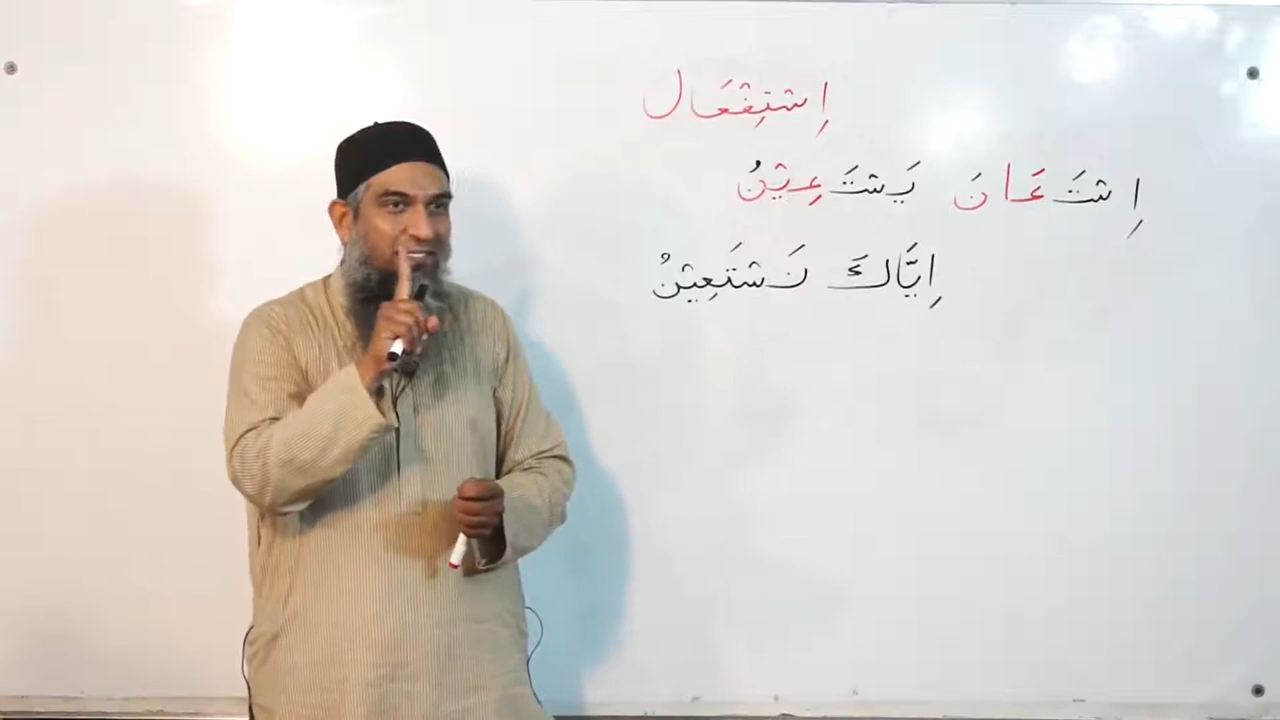 اِسْتِفْعَال
اِسْتَعَانَ يَسْتَعِيْنُ
اِيَّاكَ نَسْتَعِيْنُ